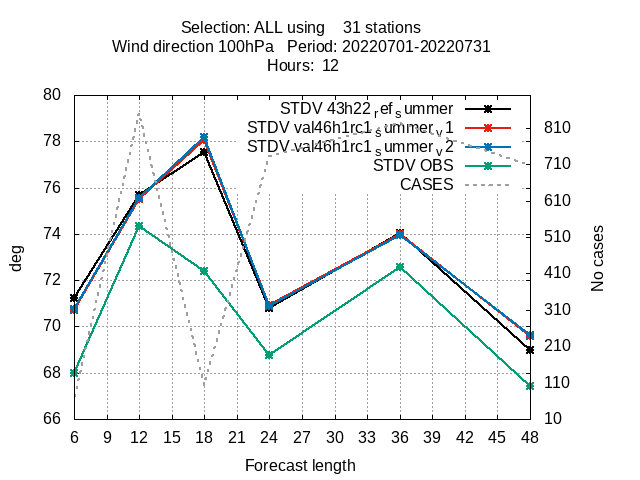 Selection: ALL using    31 stations
Wind direction 100hPa   Period: 20220701-20220731
Hours:  12
STDV 43h22_ref_summer
STDV val46h1rc1_summer_v1
STDV val46h1rc1_summer_v2
STDV OBS
CASES
80
78
76
74
72
70
68
66
deg
810
710
610
510
410
310
210
110
10
No cases
6 9 12 15 18 21 24 27 30 33 36 39 42 45 48
Forecast length